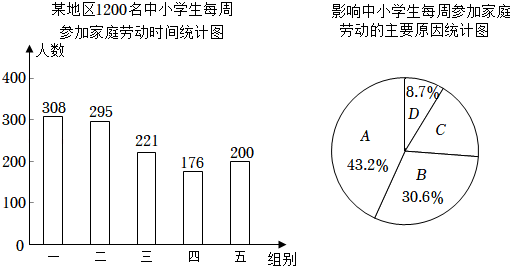 某地区1200名中小学生每周
参加家庭劳动时间统计图
人数
400
300
200
100
0
308
295
221
176
200
一
二
三
四
五
组别
影响中小学生每周参加家庭
劳动的主要原因统计图
8.7%
D
C
A
43.2%
B
30.6%